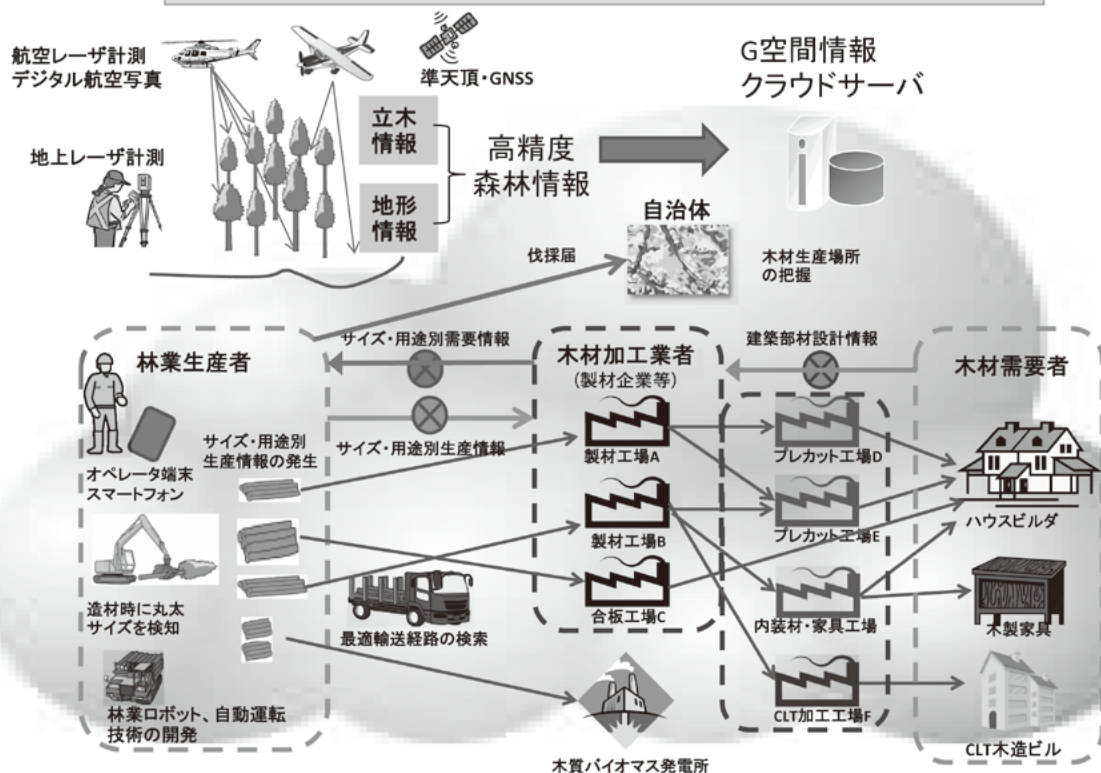 航空レーザ計測
デジタル航空写真
準天頂・GNSS
G空間情報
クラウドサーバ
地上レーザ計測
立木
情報
地形
情報
高精度
森林情報
自治体
伐採届
木材生産場所
の把握
林業生産者
サイズ・用途別需要情報
木材加工業者
(製材企業等)
建築部材設計情報
木材需要者
サイズ・用途別
生産情報の発生
サイズ・用途別生産情報
オペレータ端末
スマートフォン
製材工場A
プレカット工場D
ハウスビルダ
製材工場B
プレカット工場E
造材時に丸太
サイズを検知
最適輸送経路の検索
合板工場C
内装材・家具工場
木製家具
林業ロボット、自動運転
技術の開発
木質バイオマス発電所
CLT加工工場F
CLT木造ビル